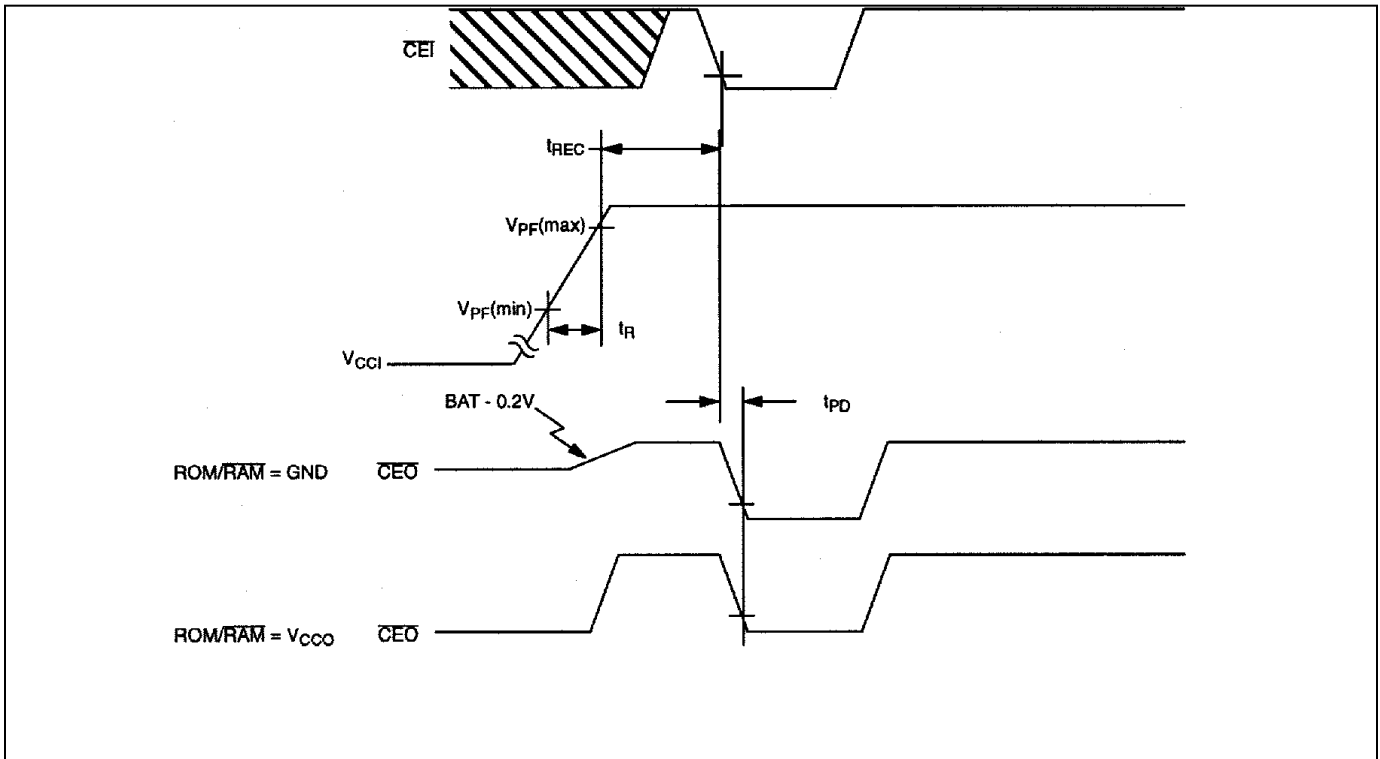 CEI
tREC
VPF(max)
VPF(min)
tR
VCCI
BAT - 0.2V
tPD
ROM/RAM = GND CEO
ROM/RAM = VCCO CEO